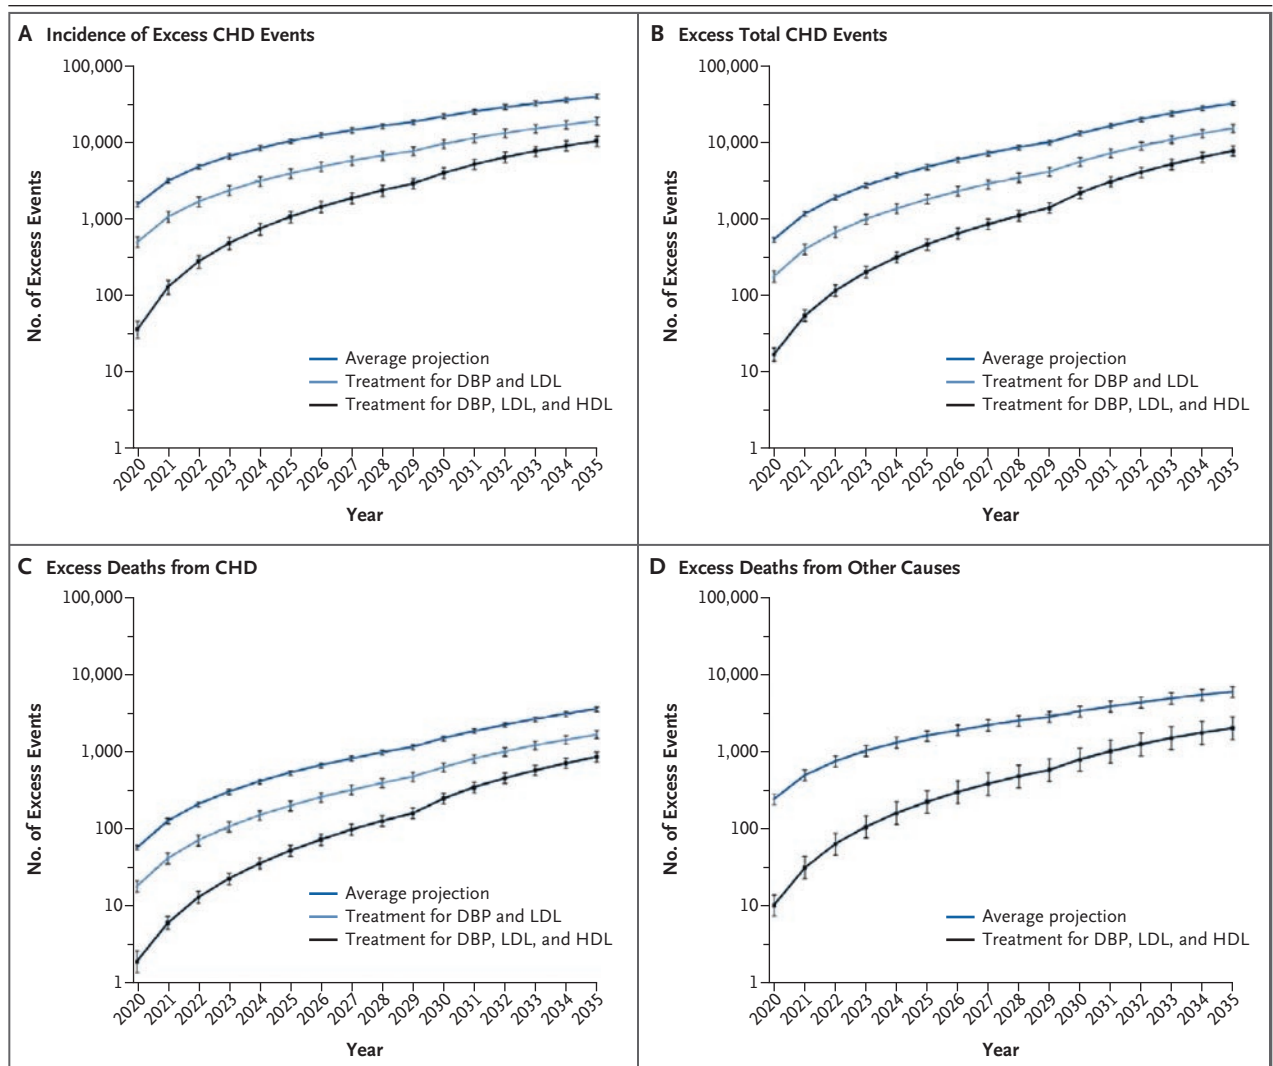 A Incidence of Excess CHD Events
No. of Excess Events
100,000
10,000
1,000
100
10
1
Average projection
Treatment for DBP and LDL
Treatment for DBP, LDL, and HDL
2020 2021 2022 2023 2024 2025 2026 2027 2028 2029 2030 2031 2032 2033 2034 2035
Year
B Excess Total CHD Events
No. of Excess Events
100,000
10,000
1,000
100
10
1
Average projection
Treatment for DBP and LDL
Treatment for DBP, LDL, and HDL
2020 2021 2022 2023 2024 2025 2026 2027 2028 2029 2030 2031 2032 2033 2034 2035
Year
C Excess Deaths from CHD
No. of Excess Events
100,000
10,000
1,000
100
10
1
Average projection
Treatment for DBP and LDL
Treatment for DBP, LDL, and HDL
2020 2021 2022 2023 2024 2025 2026 2027 2028 2029 2030 2031 2032 2033 2034 2035
Year
D Excess Deaths from Other Causes
No. of Excess Events
100,000
10,000
1,000
100
10
1
Average projection
Treatment for DBP, LDL, and HDL
2020 2021 2022 2023 2024 2025 2026 2027 2028 2029 2030 2031 2032 2033 2034 2035
Year